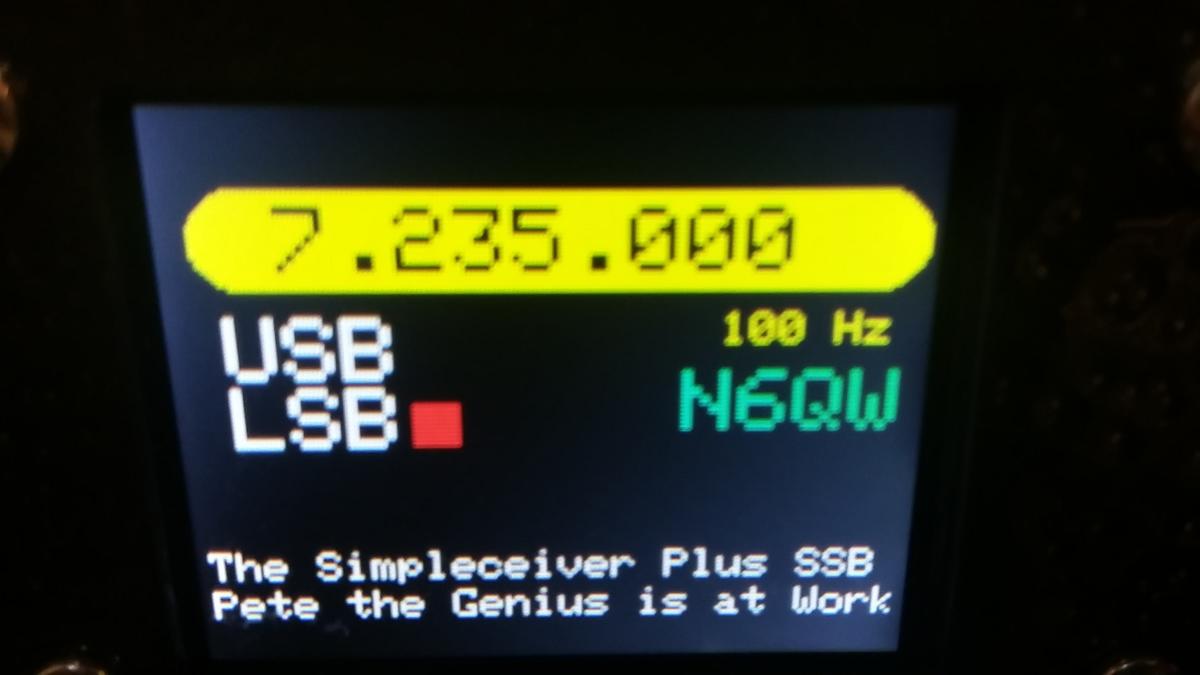 7.235.000
USB
100 Hz
LSB
N6QW
The Simpleceiver Plus SSB
Pete the Genius is at Work